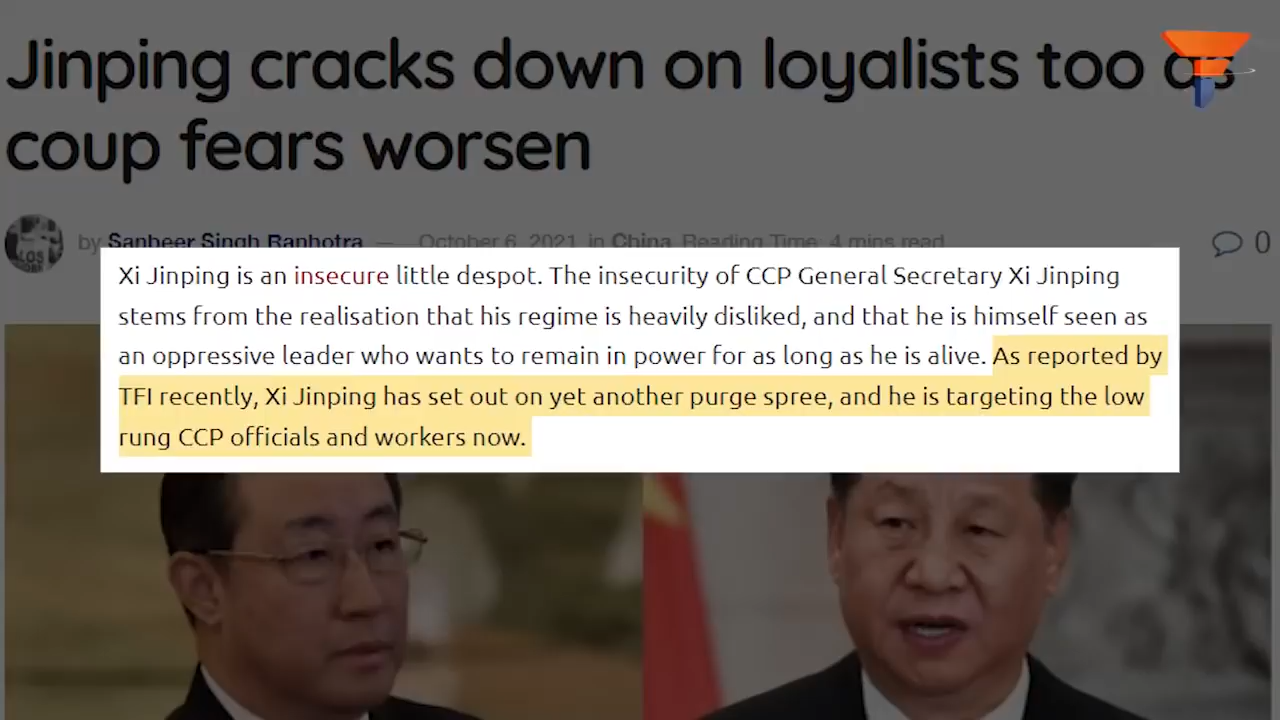 Jinping cracks down on loyalists too as
coup fears worsen
by Sanbeer Singh Ranhotra — October 6, 2021 in China Reading Time: 4 mins read
0
Xi Jinping is an insecure little despot. The insecurity of CCP General Secretary Xi Jinping
stems from the realisation that his regime is heavily disliked, and that he is himself seen as
an oppressive leader who wants to remain in power for as long as he is alive. As reported by
TFI recently, Xi Jinping has set out on yet another purge spree, and he is targeting the low
rung CCP officials and workers now.